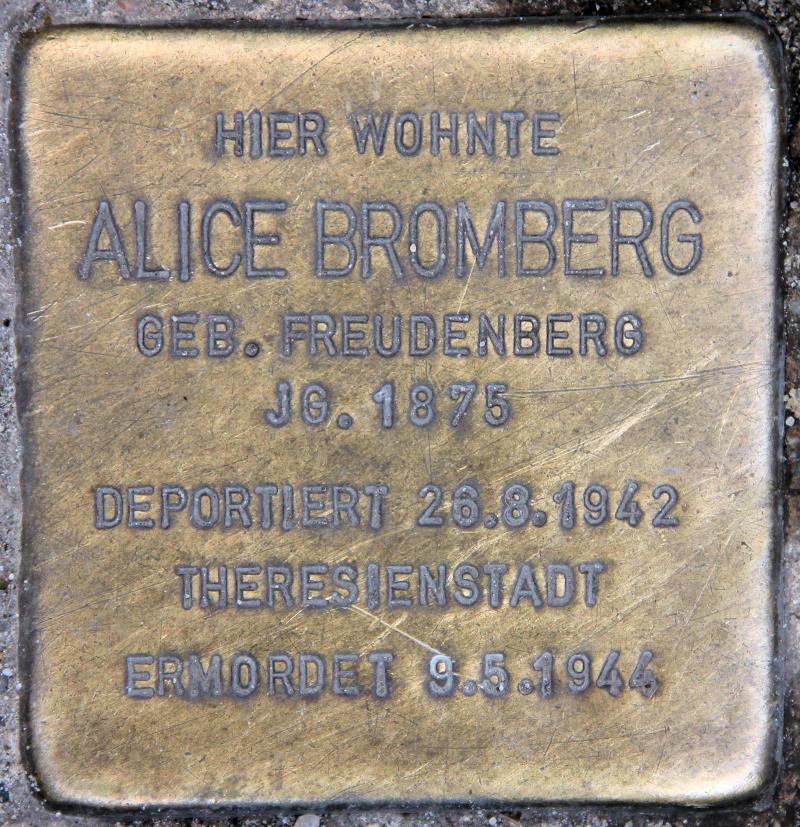 HIER WOHNTE
ALICE BROMBERG
GEB. FREUDENBERG
JG. 1875
DEPORTIERT 26.8.1942
THERESIENSTADT
ERMORDET 9.5.1944